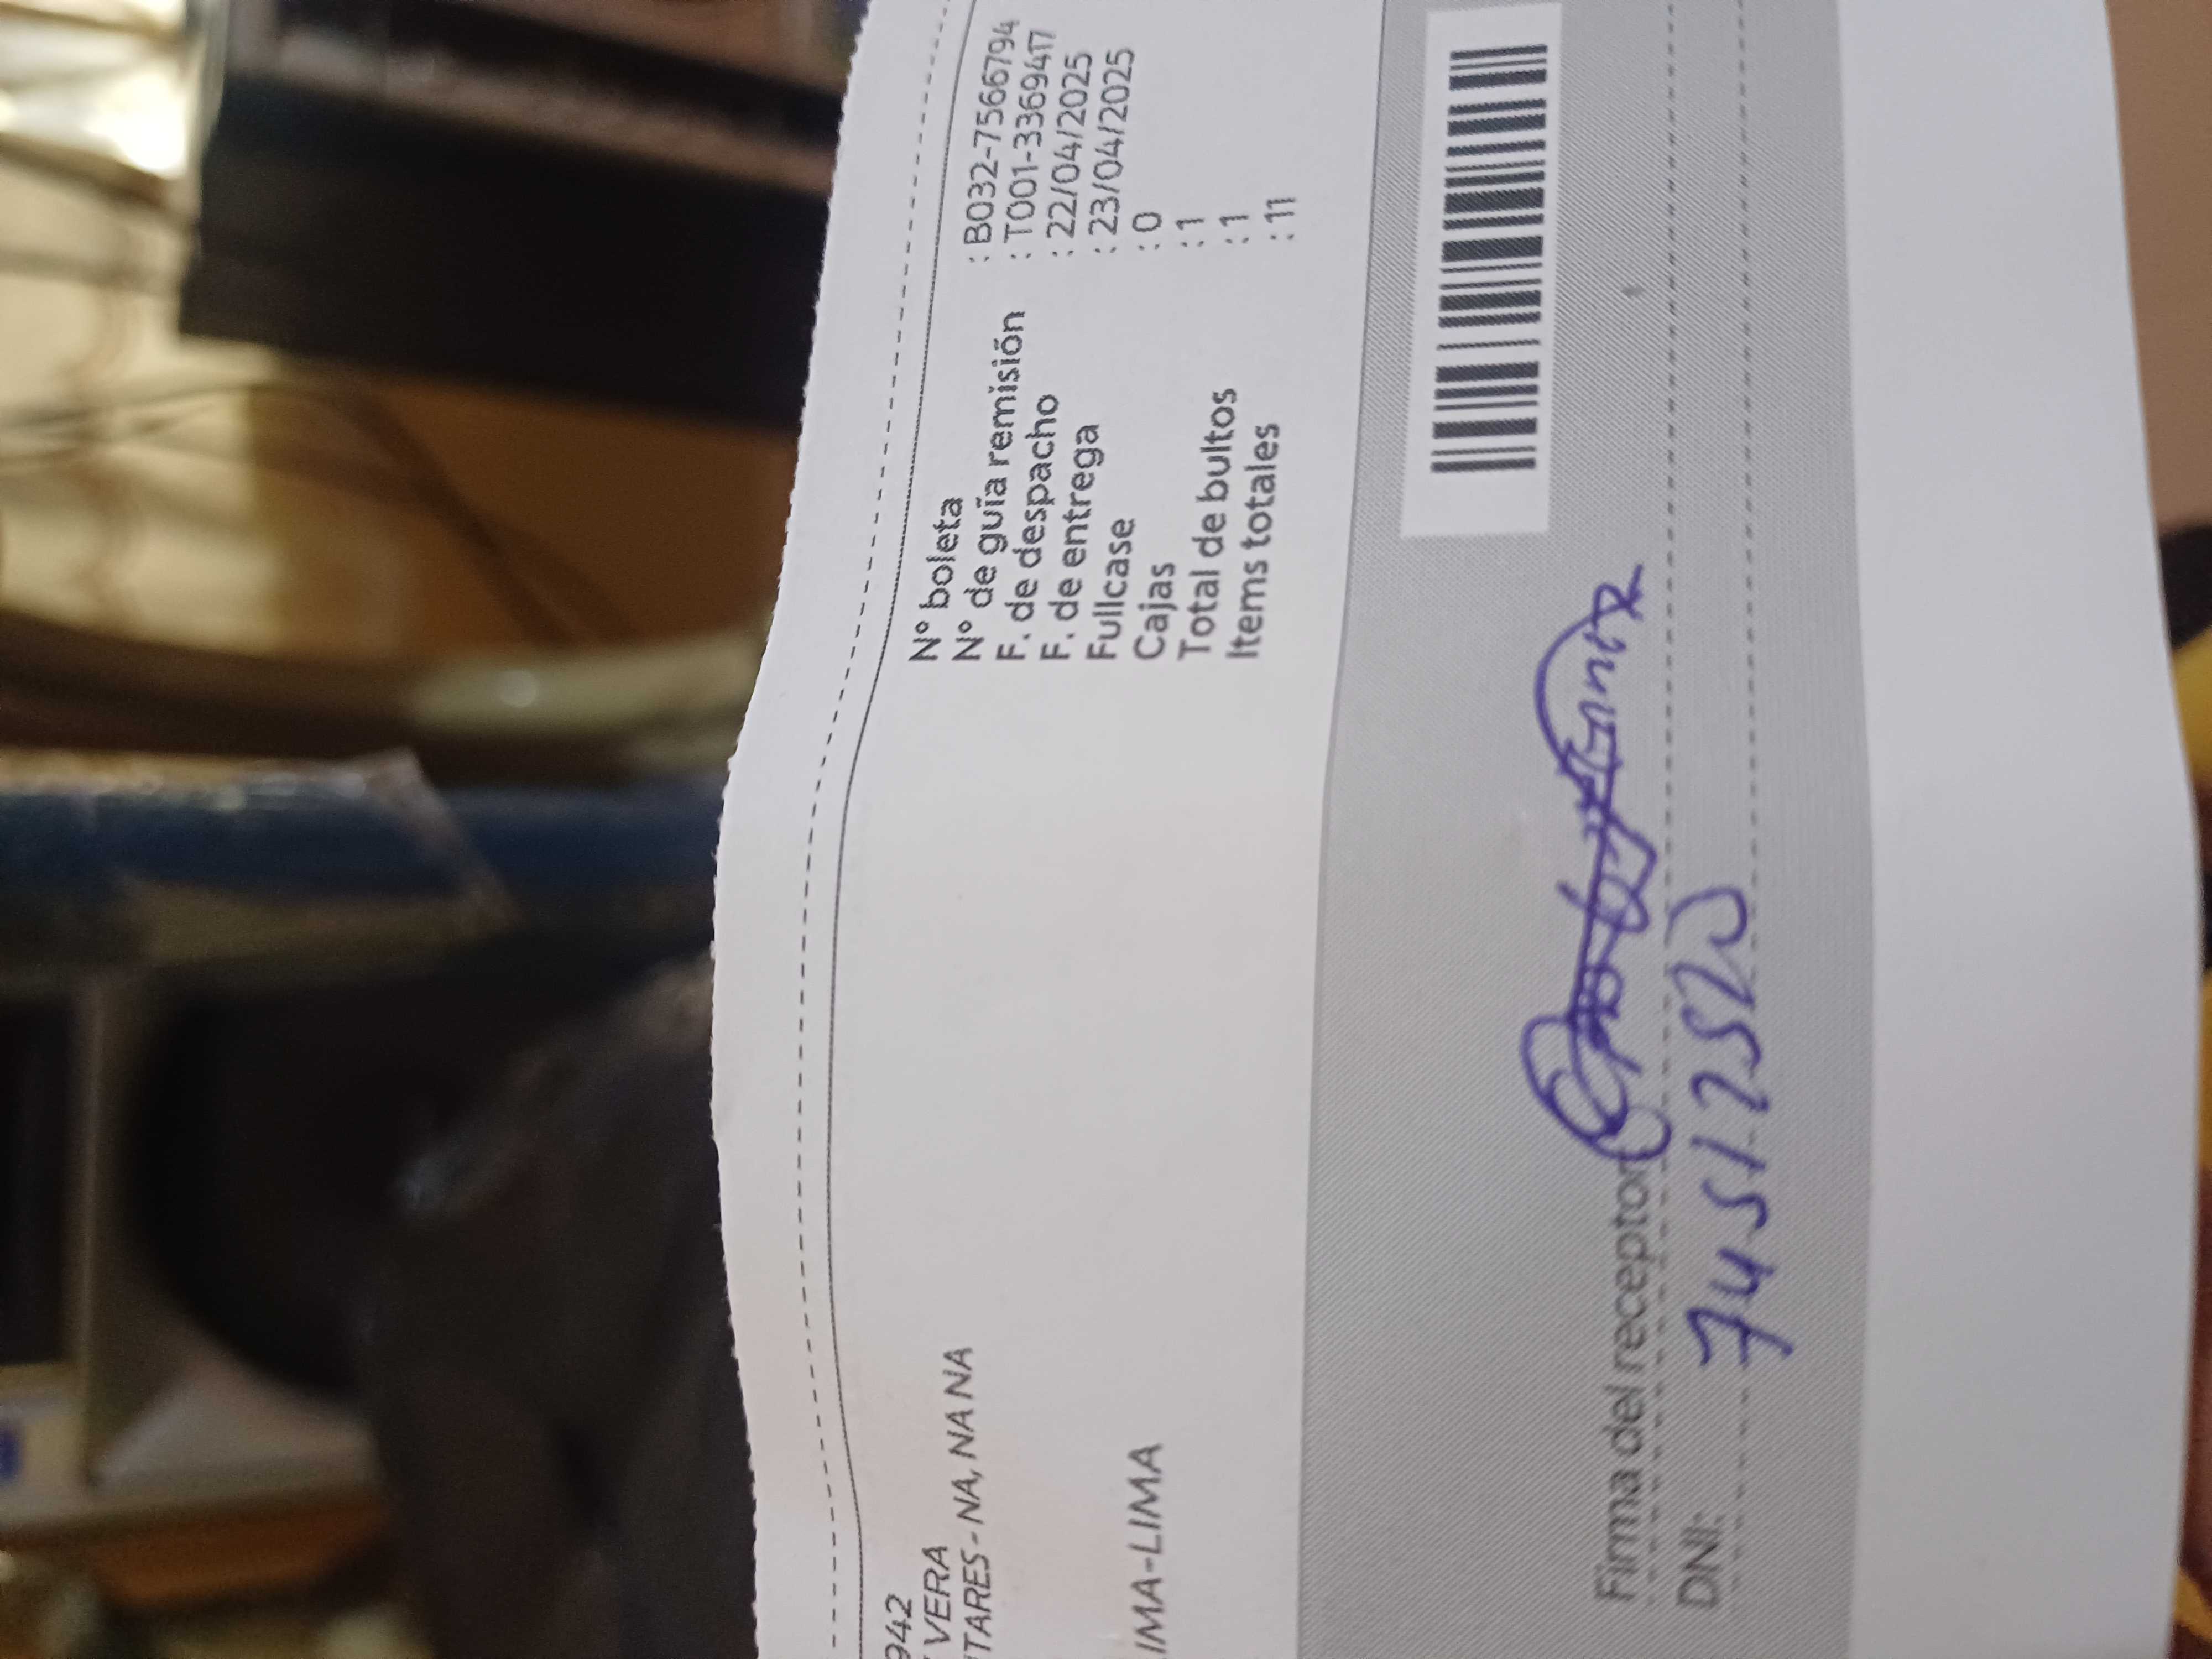 942
VERA
TARES - NA, NA NA
IMA-LIMA
N° boleta : B032-75666794
N° de guía remisión : T001-3369417
F. de despacho : 22/04/2025
F. de entrega : 23/04/2025
Fullcase : 0
Cajas : 1
Total de bultos : 1
Items totales : 11
Firma del receptor
DNI: